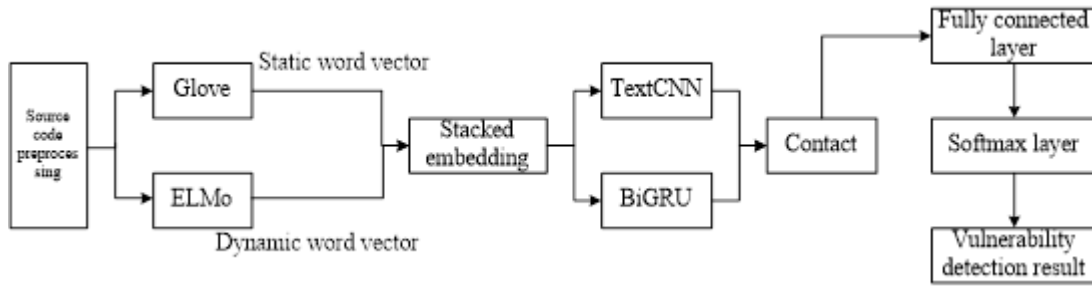 Source
code
preproces
sing
Glove
Static word vector
ELMo
Dynamic word vector
Stacked
embedding
TextCNN
BiGRU
Contact
Fully connected
layer
Softmax layer
Vulnerability
detection result